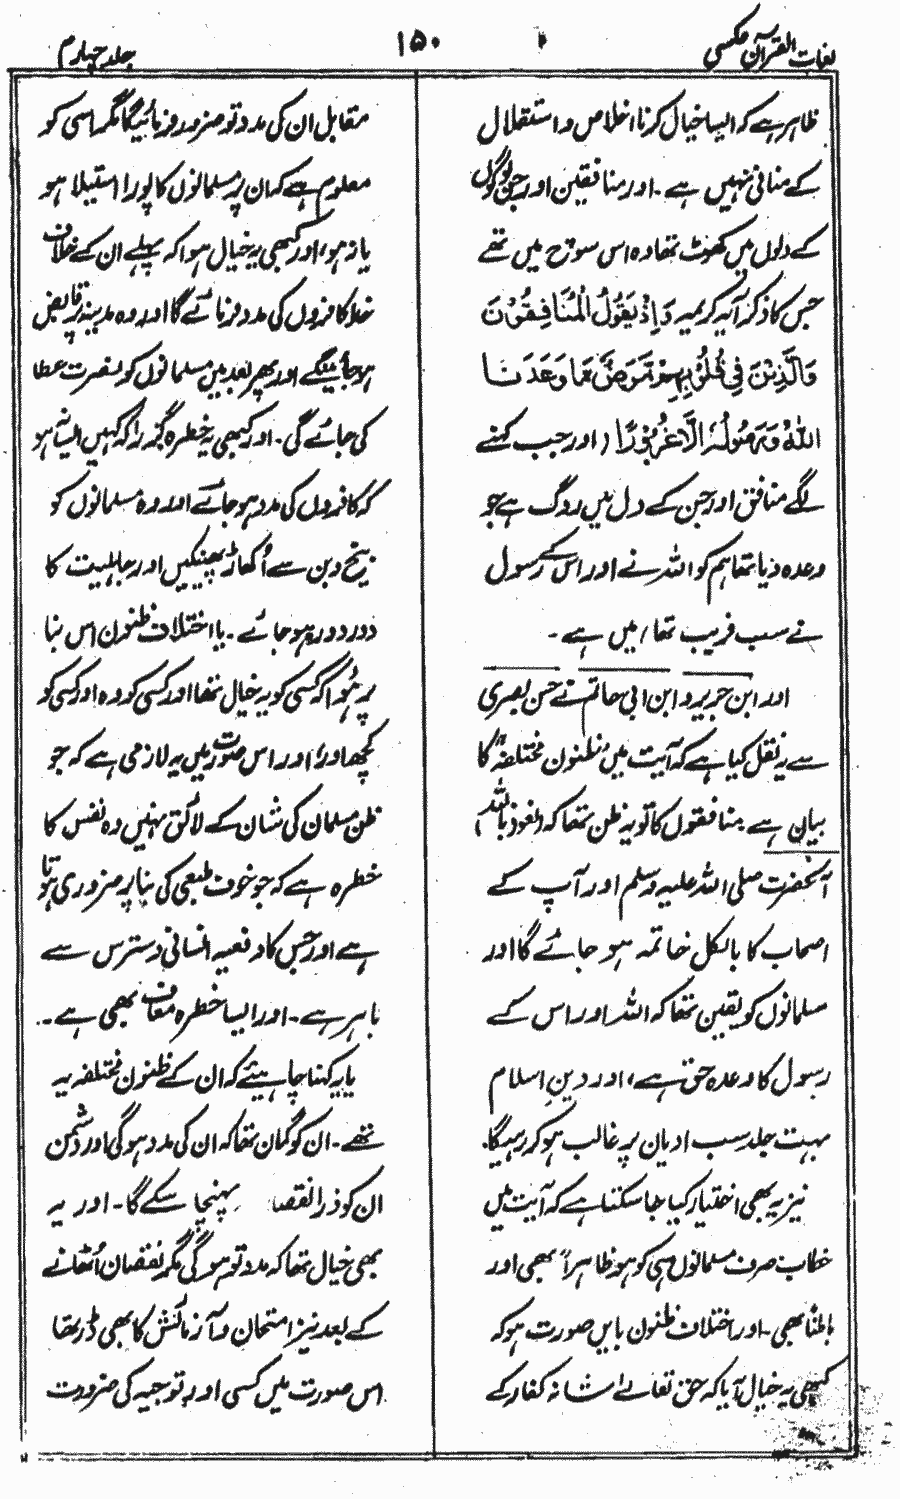 لغات القرآن عکسی
۱۵۰
جلد چہارم
ظاہر ہے کہ ایسا خیال کرنا اخلاص و استقلال
کے منافی نہیں ہے۔ اور منافقین اور جن لوگوں
کے دلوں میں کھوٹ تھا وہ اس سوچ میں تھے
جس کا ذکر آیہ کریمہ وَاِذْ یَقُوْلُ الْمُنَافِقُوْنَ
وَالَّذِیْنَ فِیْ قُلُوْبِہِمْ مَّرَضٌ مَّا وَعَدَنَا
اللّٰہُ وَرَسُوْلُہٗ اِلَّا غُرُوْرًا (اور جب کہنے
لگے منافق اور جن کے دل میں روگ ہے جو
وعدہ دیا تھا ہم کو اللہ نے اور اس کے رسول
نے سب فریب تھا) میں ہے۔
اور ابن جریر و ابن ابی حاتم نے حسن بصری
سے یہ نقل کیا ہے کہ آیت میں ظنون مختلفہ کا
بیان ہے منافقوں کا تو یہ ظن تھا کہ (نعوذ باللہ)
آنحضرت صلی اللہ علیہ وسلم اور آپ کے
اصحاب کا بالکل خاتمہ ہو جائے گا اور
مسلمانوں کو یقین تھا کہ اللہ اور اس کے
رسول کا وعدہ حق ہے، اور دینِ اسلام
بہت جلد سب ادیان پر غالب ہو کر رہیگا۔
نیز یہ بھی اختیار کیا جا سکتا ہے کہ آیت میں
خطاب صرف مسلمانوں ہی کو ہو ظاہراً بھی اور
باطناً بھی۔ اور اختلاف ظنون بایں صورت ہو کہ
کبھی یہ خیال آیا کہ حق تعالےٰ شانہ کفار کے
مقابل ان کی مدد تو ضرور فرمائیگا مگر اسی کو
معلوم ہے کہ ان پر مسلمانوں کا پورا استیلا ہو
یا نہ ہو، اور کبھی یہ خیال ہوا کہ پہلے ان کے خلاف
خدا کافروں کی مدد فرمائے گا اور وہ مدینہ پر قابض
ہو جائینگے اور پھر بعد میں مسلمانوں کو نصرت عطا
کی جائے گی۔ اور کبھی یہ خطرہ گزرا کہ کہیں ایسا نہ ہو
کہ کافروں کی مدد ہو جائے اور وہ مسلمانوں کو
بیخ و بن سے اُکھاڑ پھینکیں اور جاہلیت کا
دور دورہ ہو جائے۔ یا اختلاف ظنون اس بنا
پر ہو اکہ کسی کو یہ خیال تھا اور کسی کو وہ اور کسی کو
کچھ اور، اور اس صورت میں یہ لازمی ہے کہ جو
ظن مسلمان کی شان کے لائق نہیں وہ نفس کا
خطرہ ہے کہ جو خوف طبعی کی بنا پر ضروری ہوتا
ہے اور جس کا دفعیہ انسانی دسترس سے
باہر ہے۔ اور ایسا خطرہ معاف بھی ہے۔
یا یہ کہنا چاہیئے کہ ان کے ظنون مختلفہ یہ
تھے۔ ان کو گمان تھا کہ ان کی مدد ہو گی اور دشمن
ان کو ذرا نقصان پہنچا سکے گا۔ اور یہ
بھی خیال تھا کہ مدد تو ہو گی مگر نقصان اُٹھانے
کے بعد نیز امتحان و آزمائش کا بھی ڈر تھا
اس صورت میں کسی اور توجیہ کی ضرورت